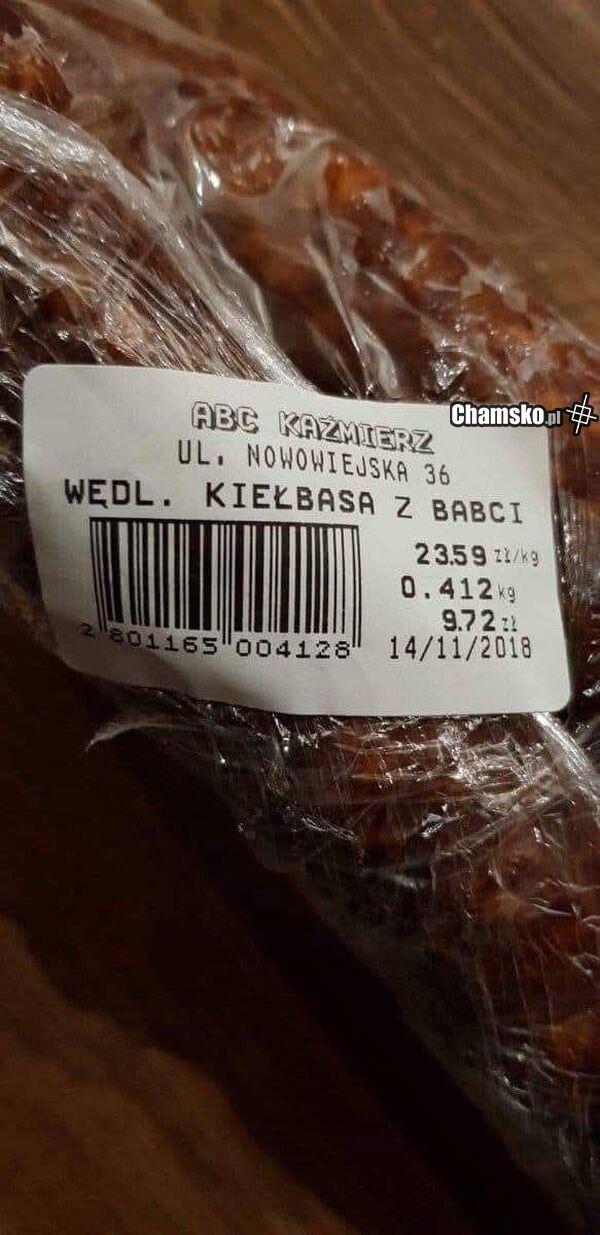 Chamsko.pl
ABC KAŹMIERZ
UL. NOWOWIEJSKA 36
WĘDL. KIEŁBASA Z BABCI
23.59 zł/kg
0.412 kg
9.72 zł
2 801165 004128 14/11/2018